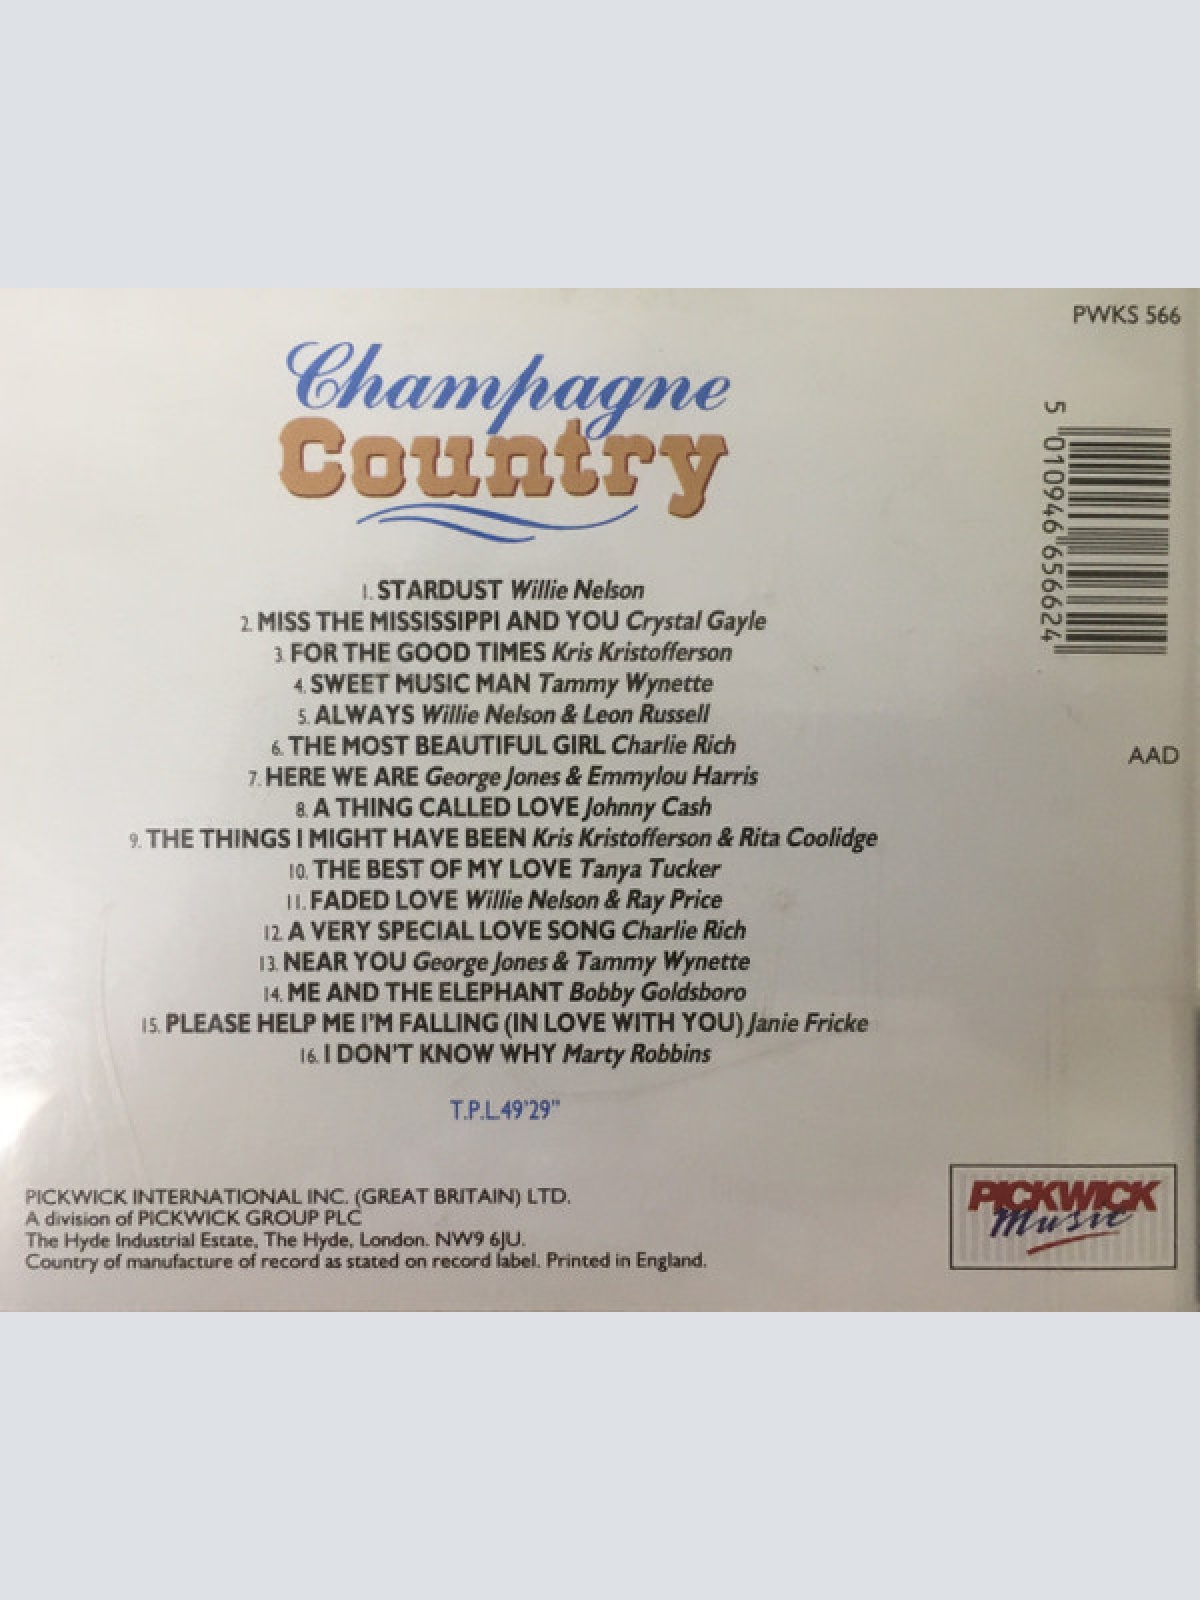 PWKS 566
Champagne
Country
5 010946 656624
AAD
1. STARDUST Willie Nelson
2. MISS THE MISSISSIPPI AND YOU Crystal Gayle
3. FOR THE GOOD TIMES Kris Kristofferson
4. SWEET MUSIC MAN Tammy Wynette
5. ALWAYS Willie Nelson & Leon Russell
6. THE MOST BEAUTIFUL GIRL Charlie Rich
7. HERE WE ARE George Jones & Emmylou Harris
8. A THING CALLED LOVE Johnny Cash
9. THE THINGS I MIGHT HAVE BEEN Kris Kristofferson & Rita Coolidge
10. THE BEST OF MY LOVE Tanya Tucker
11. FADED LOVE Willie Nelson & Ray Price
12. A VERY SPECIAL LOVE SONG Charlie Rich
13. NEAR YOU George Jones & Tammy Wynette
14. ME AND THE ELEPHANT Bobby Goldsboro
15. PLEASE HELP ME I'M FALLING (IN LOVE WITH YOU) Janie Fricke
16. I DON'T KNOW WHY Marty Robbins
T.P.L.49'29"
PICKWICK INTERNATIONAL INC. (GREAT BRITAIN) LTD.
A division of PICKWICK GROUP PLC
The Hyde Industrial Estate, The Hyde, London. NW9 6JU.
Country of manufacture of record as stated on record label. Printed in England.
PICKWICK
Music